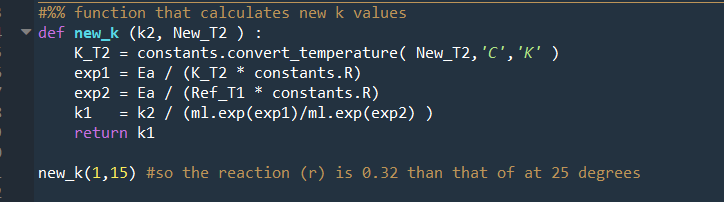 #%% function that calculates new k values
def new_k (k2, New_T2 ) :
K_T2 = constants.convert_temperature( New_T2,'C','K' )
exp1 = Ea / (K_T2 * constants.R)
exp2 = Ea / (Ref_T1 * constants.R)
k1   = k2 / (ml.exp(exp1)/ml.exp(exp2) )
return k1
new_k(1,15) #so the reaction (r) is 0.32 than that of at 25 degrees